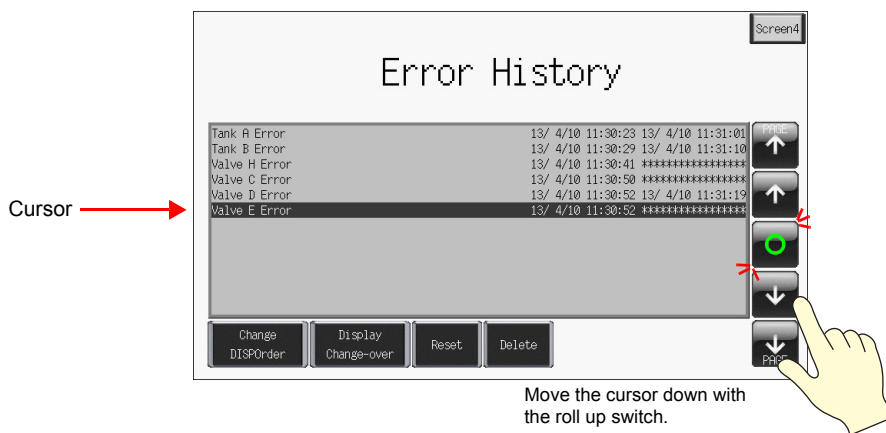 Screen4
Error History
Tank A Error 13/ 4/10 11:30:23 13/ 4/10 11:31:01
Tank B Error 13/ 4/10 11:30:29 13/ 4/10 11:31:10
Valve H Error 13/ 4/10 11:30:41 *****************
Valve C Error 13/ 4/10 11:30:50 *****************
Valve D Error 13/ 4/10 11:30:52 13/ 4/10 11:31:19
Valve E Error 13/ 4/10 11:30:52 *****************
PAGE
Cursor
Change
DISPOrder
Display
Change-over
Reset
Delete
PAGE
Move the cursor down with
the roll up switch.